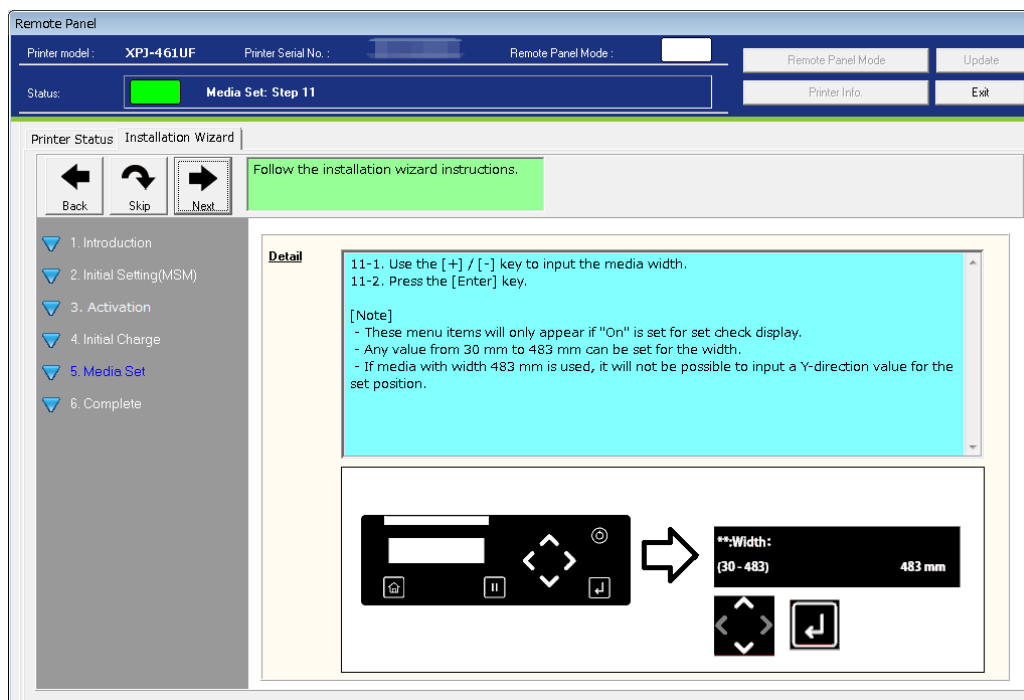 Remote Panel
Printer model : XPJ-461UF Printer Serial No. : Remote Panel Mode :
Remote Panel Mode Update
Status: Media Set: Step 11
Printer Info. Exit
Printer Status Installation Wizard
Back Skip Next
Follow the installation wizard instructions.
1. Introduction
2. Initial Setting(MSM)
3. Activation
4. Initial Charge
5. Media Set
6. Complete
Detail
11-1. Use the [+] / [-] key to input the media width.
11-2. Press the [Enter] key.
[Note]
- These menu items will only appear if "On" is set for set check display.
- Any value from 30 mm to 483 mm can be set for the width.
- If media with width 483 mm is used, it will not be possible to input a Y-direction value for the
set position.
**:Width:
(30 - 483) 483 mm